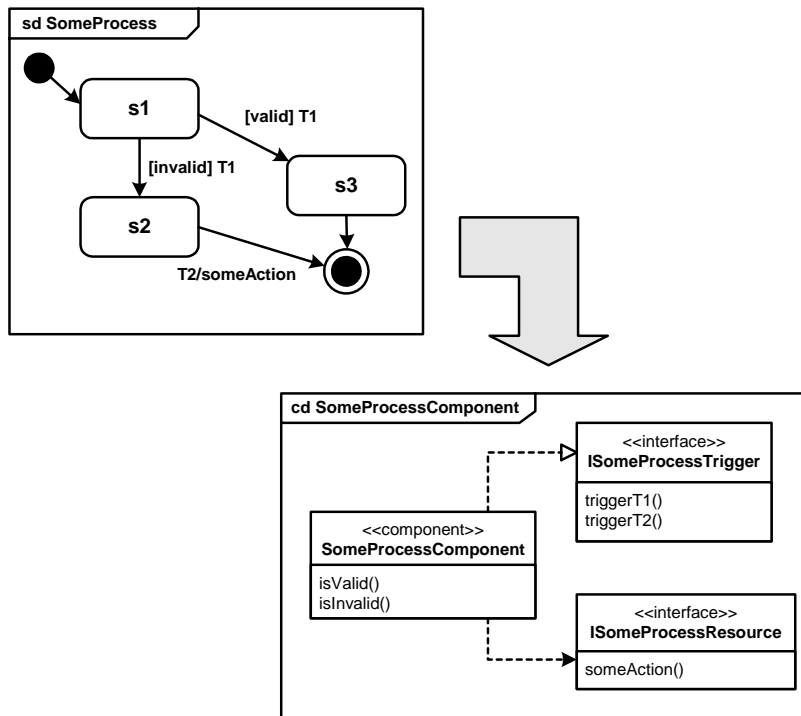 sd SomeProcess
s1
[valid] T1
[invalid] T1
s3
s2
T2/someAction
cd SomeProcessComponent
<<interface>>
ISomeProcessTrigger
triggerT1()
triggerT2()
<<component>>
SomeProcessComponent
isValid()
isInvalid()
<<interface>>
ISomeProcessResource
someAction()